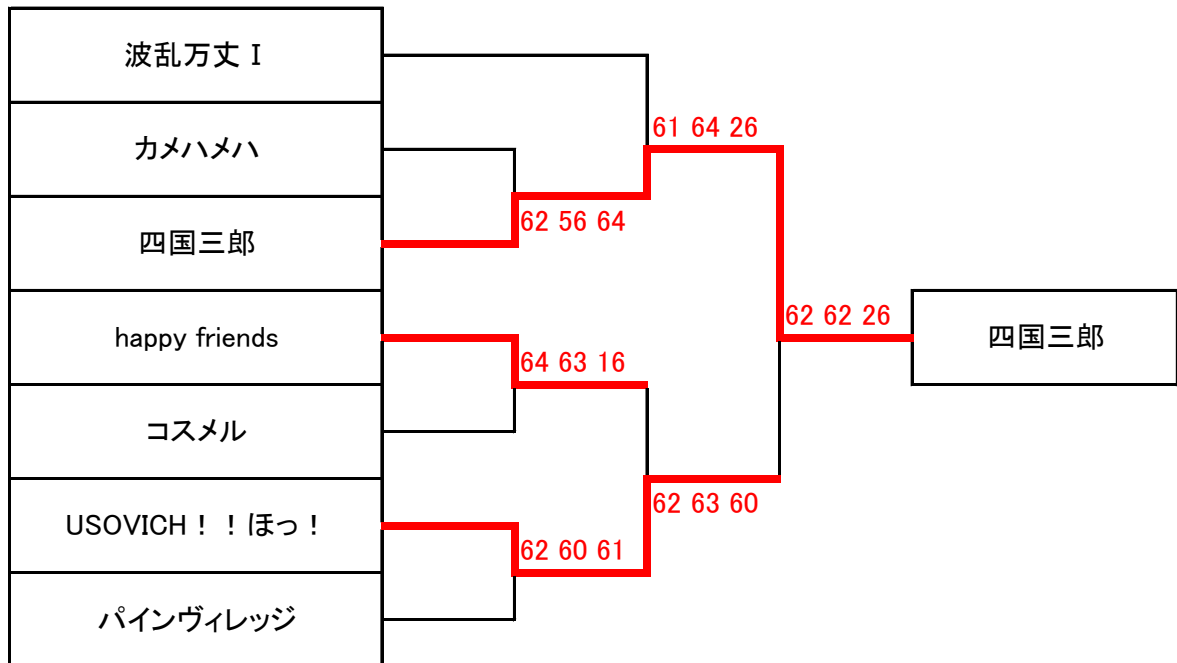 波乱万丈 I
カメハメハ
四国三郎
happy friends
コスメル
USOVICH！！ほっ！
パインヴィレッジ
62 56 64
64 63 16
62 60 61
61 64 26
62 63 60
62 62 26
四国三郎